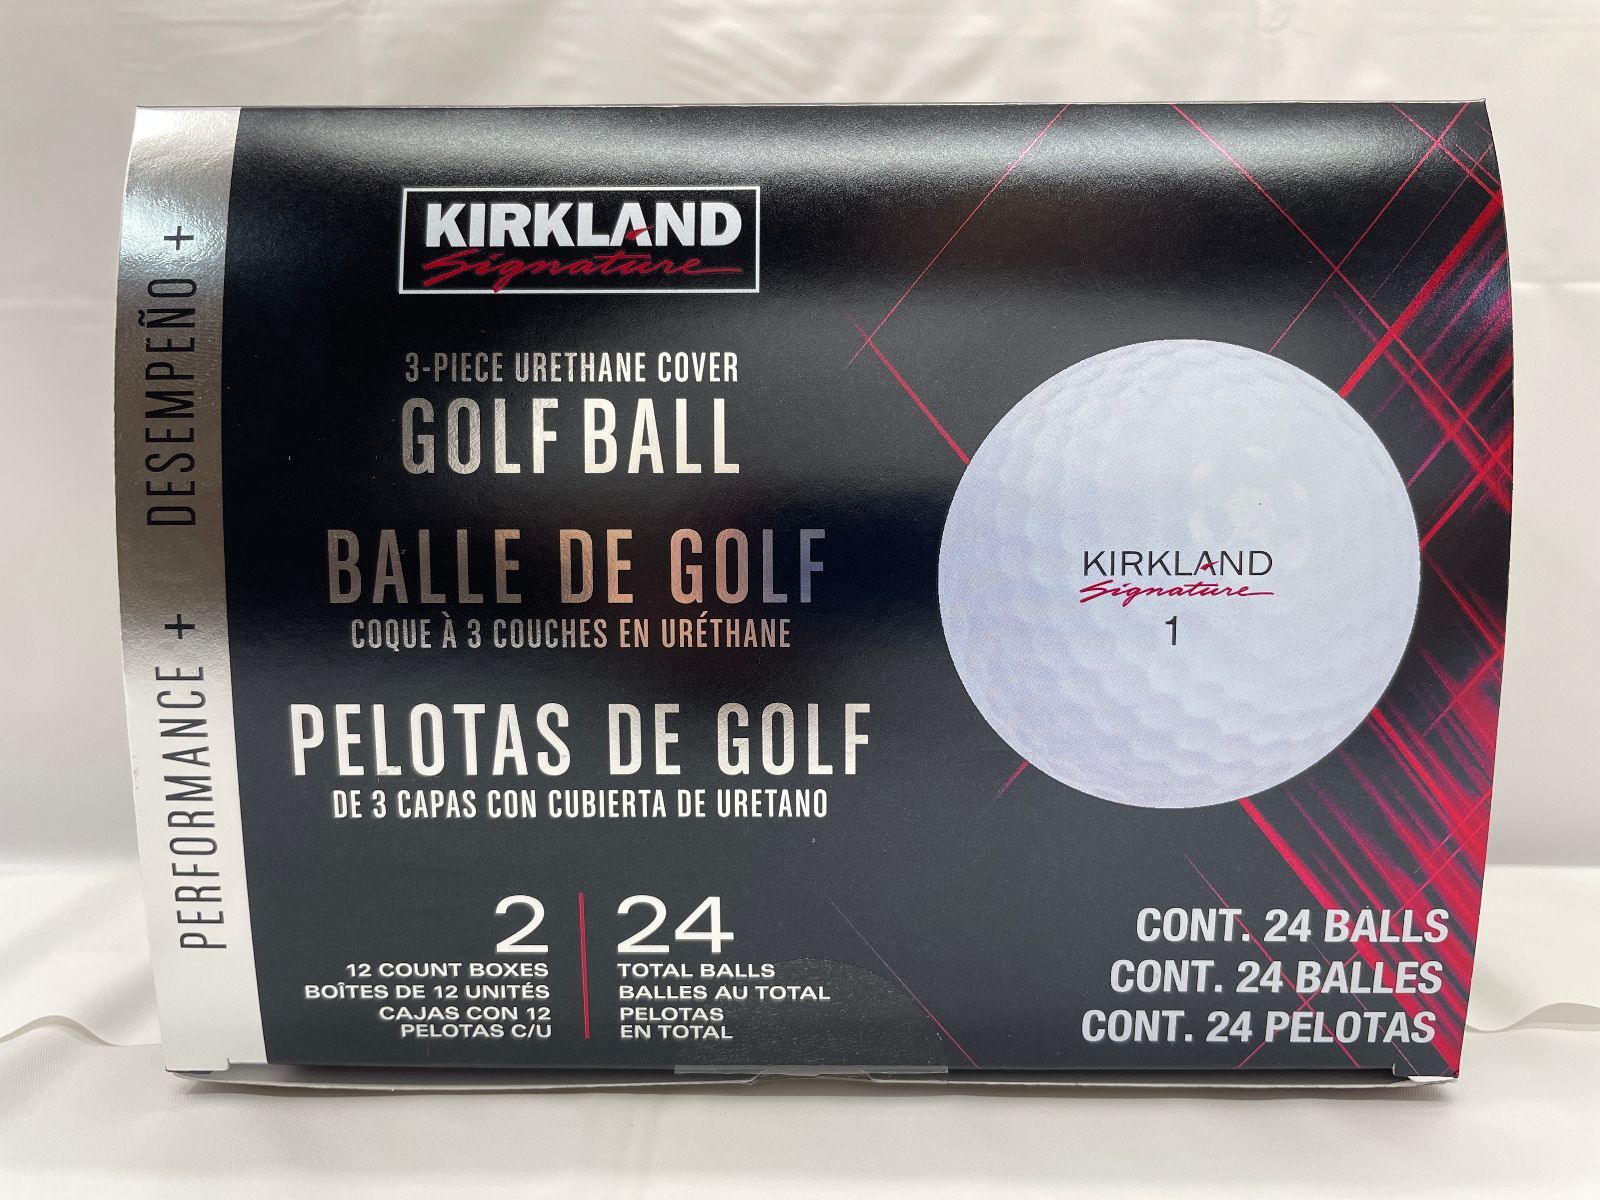 PERFORMANCE + DESEMPEÑO +
KIRKLAND
Signature
3-PIECE URETHANE COVER
GOLF BALL
BALLE DE GOLF
COQUE À 3 COUCHES EN URÉTHANE
PELOTAS DE GOLF
DE 3 CAPAS CON CUBIERTA DE URETANO
KIRKLAND
Signature
1
2
12 COUNT BOXES
BOÎTES DE 12 UNITÉS
CAJAS CON 12
PELOTAS C/U
24
TOTAL BALLS
BALLES AU TOTAL
PELOTAS
EN TOTAL
CONT. 24 BALLS
CONT. 24 BALLES
CONT. 24 PELOTAS